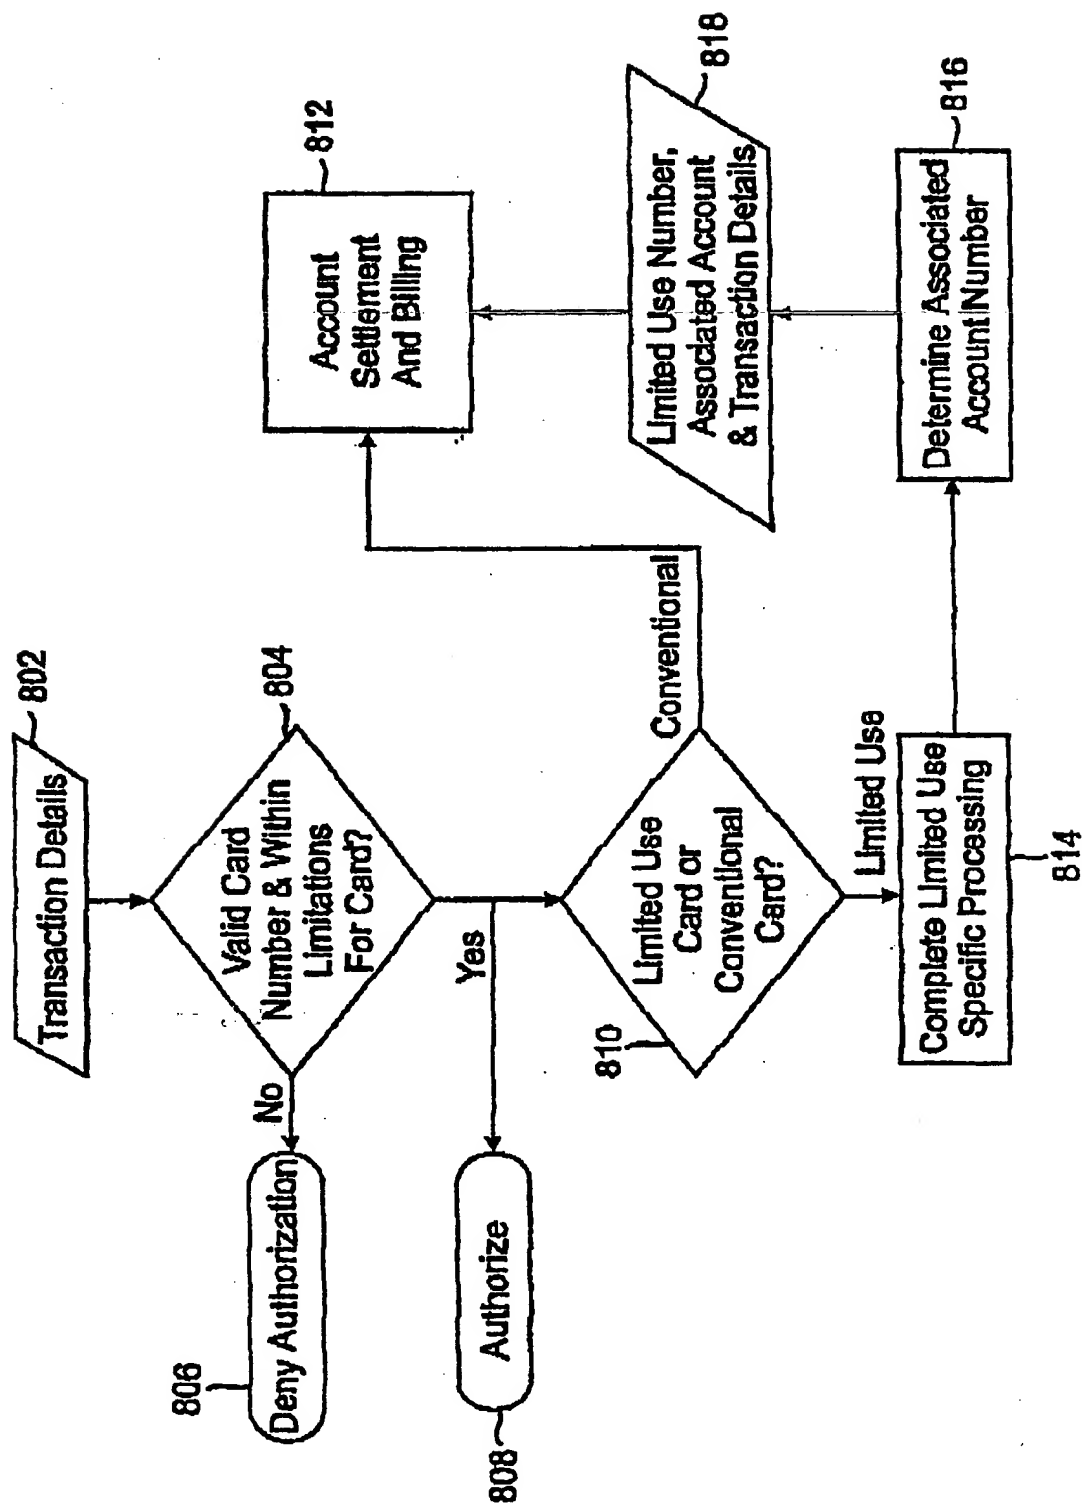 802
Transaction Details
804
Valid Card
Number & Within
Limitations
For Card?
No
806
Deny Authorization
Yes
808
Authorize
810
Limited Use
Card or
Conventional
Card?
Conventional
812
Account
Settlement
And Billing
Limited Use
Complete Limited Use
Specific Processing
814
Determine Associated
Account Number
816
Limited Use Number,
Associated Account
& Transaction Details
818